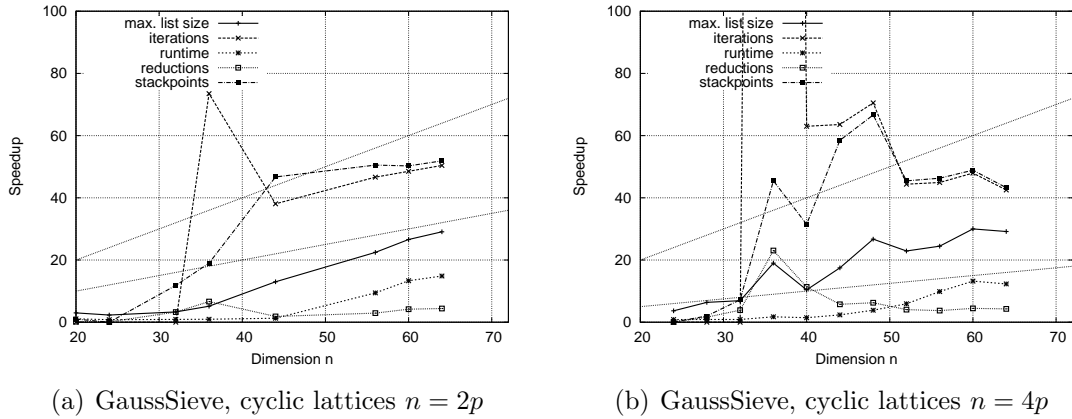 max. list size
iterations
runtime
reductions
stackpoints
100
80
60
40
20
0
Speedup
20 30 40 50 60 70
Dimension n
(a) GaussSieve, cyclic lattices n = 2p
max. list size
iterations
runtime
reductions
stackpoints
100
80
60
40
20
0
Speedup
20 30 40 50 60 70
Dimension n
(b) GaussSieve, cyclic lattices n = 4p